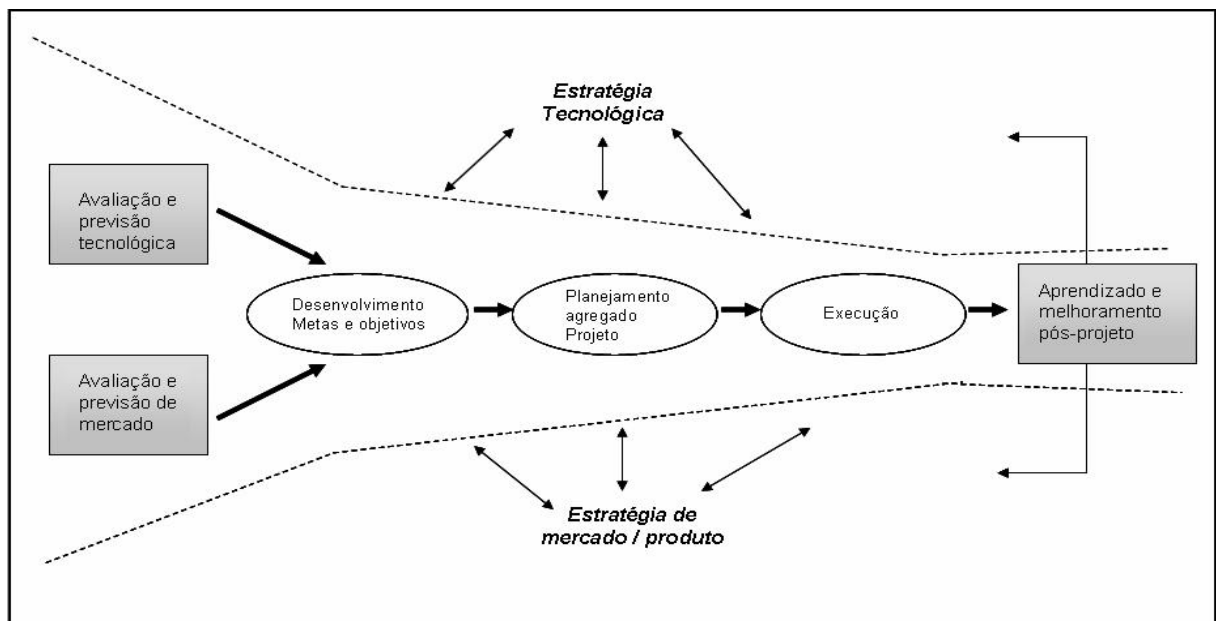 Estratégia
Tecnológica
Avaliação e
previsão
tecnológica
Desenvolvimento
Metas e objetivos
Planejamento
agregado
Projeto
Execução
Aprendizado e
melhoramento
pós-projeto
Avaliação e
previsão de
mercado
Estratégia de
mercado / produto